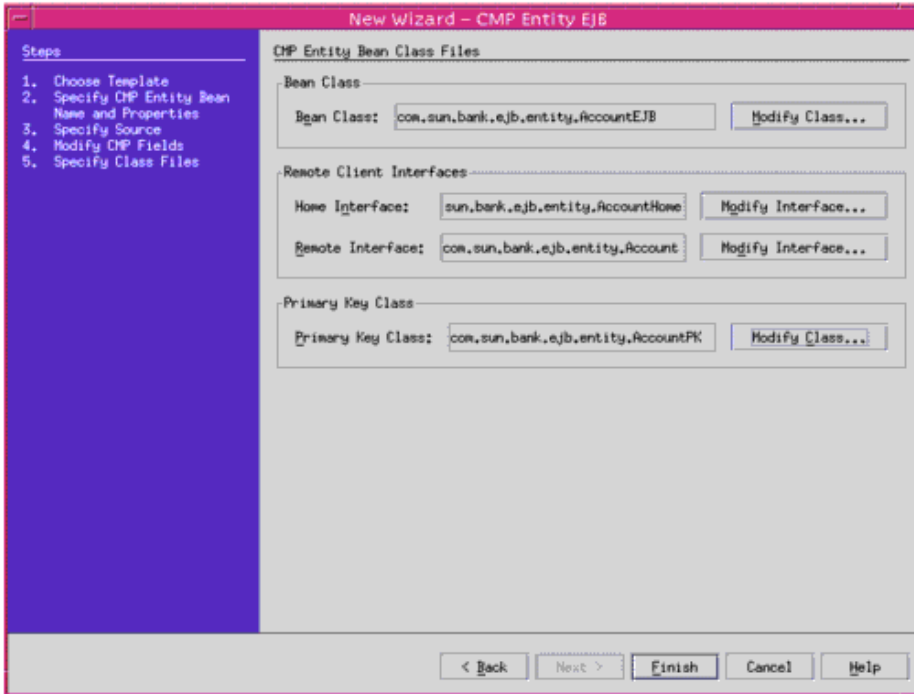 New Wizard – CMP Entity EJB
Steps
1. Choose Template
2. Specify CMP Entity Bean
Name and Properties
3. Specify Source
4. Modify CMP Fields
5. Specify Class Files
CMP Entity Bean Class Files
Bean Class
Bean Class: com.sun.bank.ejb.entity.AccountEJB Modify Class...
Remote Client Interfaces
Home Interface: sun.bank.ejb.entity.AccountHome Modify Interface...
Remote Interface: com.sun.bank.ejb.entity.Account Modify Interface...
Primary Key Class
Primary Key Class: com.sun.bank.ejb.entity.AccountPK Modify Class...
< Back Next > Finish Cancel Help